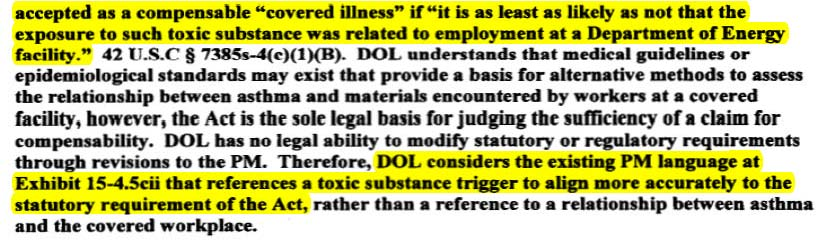 accepted as a compensable “covered illness” if “it is as least as likely as not that the
exposure to such toxic substance was related to employment at a Department of Energy
facility.” 42 U.S.C § 7385s-4(c)(1)(B). DOL understands that medical guidelines or
epidemiological standards may exist that provide a basis for alternative methods to assess
the relationship between asthma and materials encountered by workers at a covered
facility, however, the Act is the sole legal basis for judging the sufficiency of a claim for
compensability. DOL has no legal ability to modify statutory or regulatory requirements
through revisions to the PM. Therefore, DOL considers the existing PM language at
Exhibit 15-4.5cii that references a toxic substance trigger to align more accurately to the
statutory requirement of the Act, rather than a reference to a relationship between asthma
and the covered workplace.